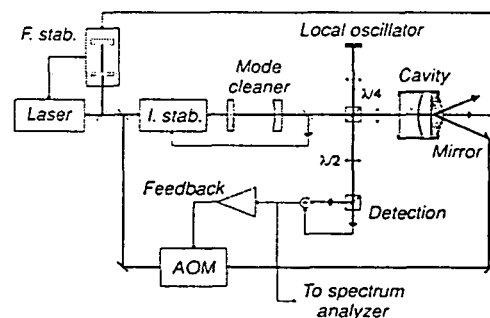 F. stab.
Local oscillator
Mode
cleaner
λ/4
Cavity
Laser
I. stab.
λ/2
Mirror
Feedback
Detection
AOM
To spectrum
analyzer